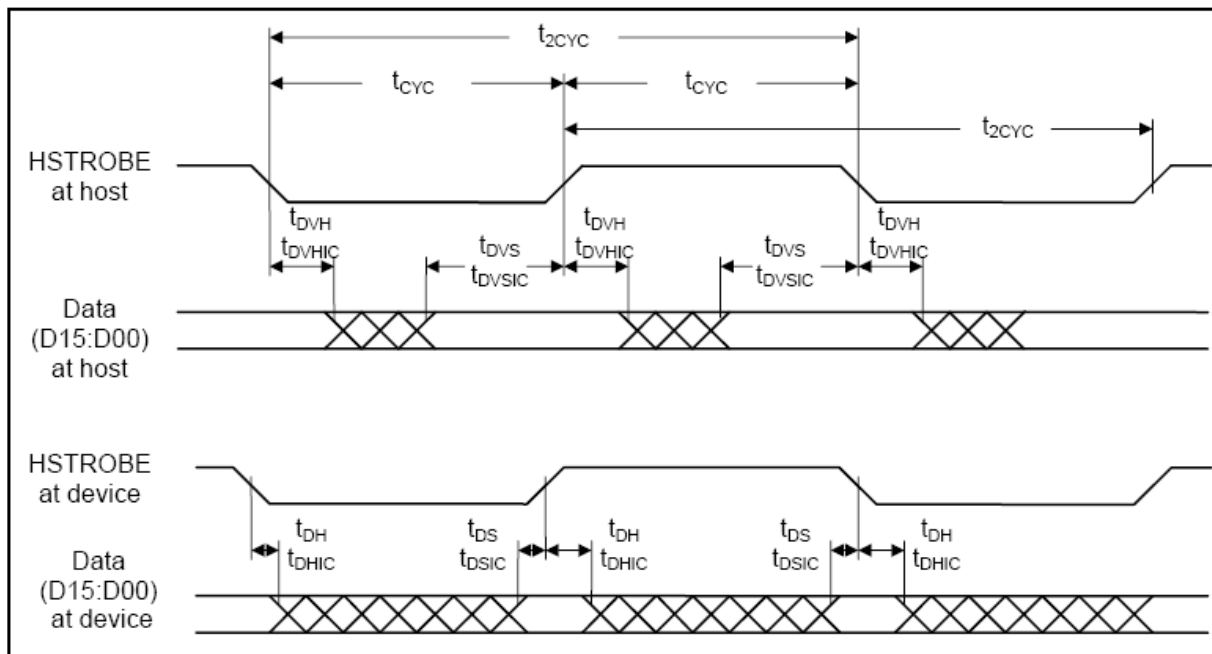 t2CYC
tCYC tCYC
t2CYC
HSTROBE
at host
tDVH tDVH tDVH
tDVHIC tDVS tDVHIC tDVS tDVHIC
tDVSIC tDVSIC
Data
(D15:D00)
at host
HSTROBE
at device
tDH tDS tDH tDS tDH
tDHIC tDSIC tDHIC tDSIC tDHIC
Data
(D15:D00)
at device